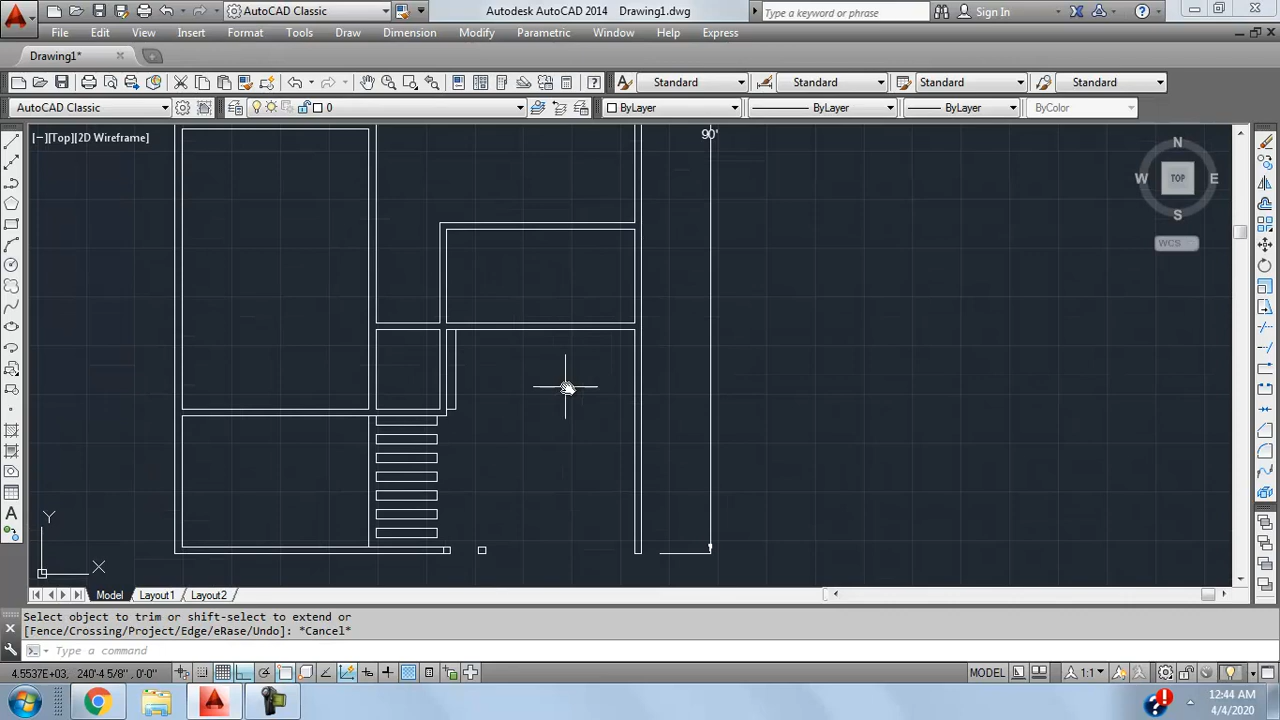 AutoCAD Classic
Autodesk AutoCAD 2014 Drawing1.dwg
Type a keyword or phrase
Sign In
File Edit View Insert Format Tools Draw Dimension Modify Parametric Window Help Express
Drawing1*
Standard Standard Standard Standard
AutoCAD Classic 0 ByLayer ByLayer ByLayer ByColor
[−][Top][2D Wireframe]
90'
N
W TOP E
S
WCS
Y
X
Model Layout1 Layout2
Select object to trim or shift-select to extend or
[Fence/Crossing/Project/Edge/eRase/Undo]: *Cancel*
Type a command
4.5537E+03, 240'-4 5/8", 0'-0" MODEL 1:1
12:44 AM
4/4/2020